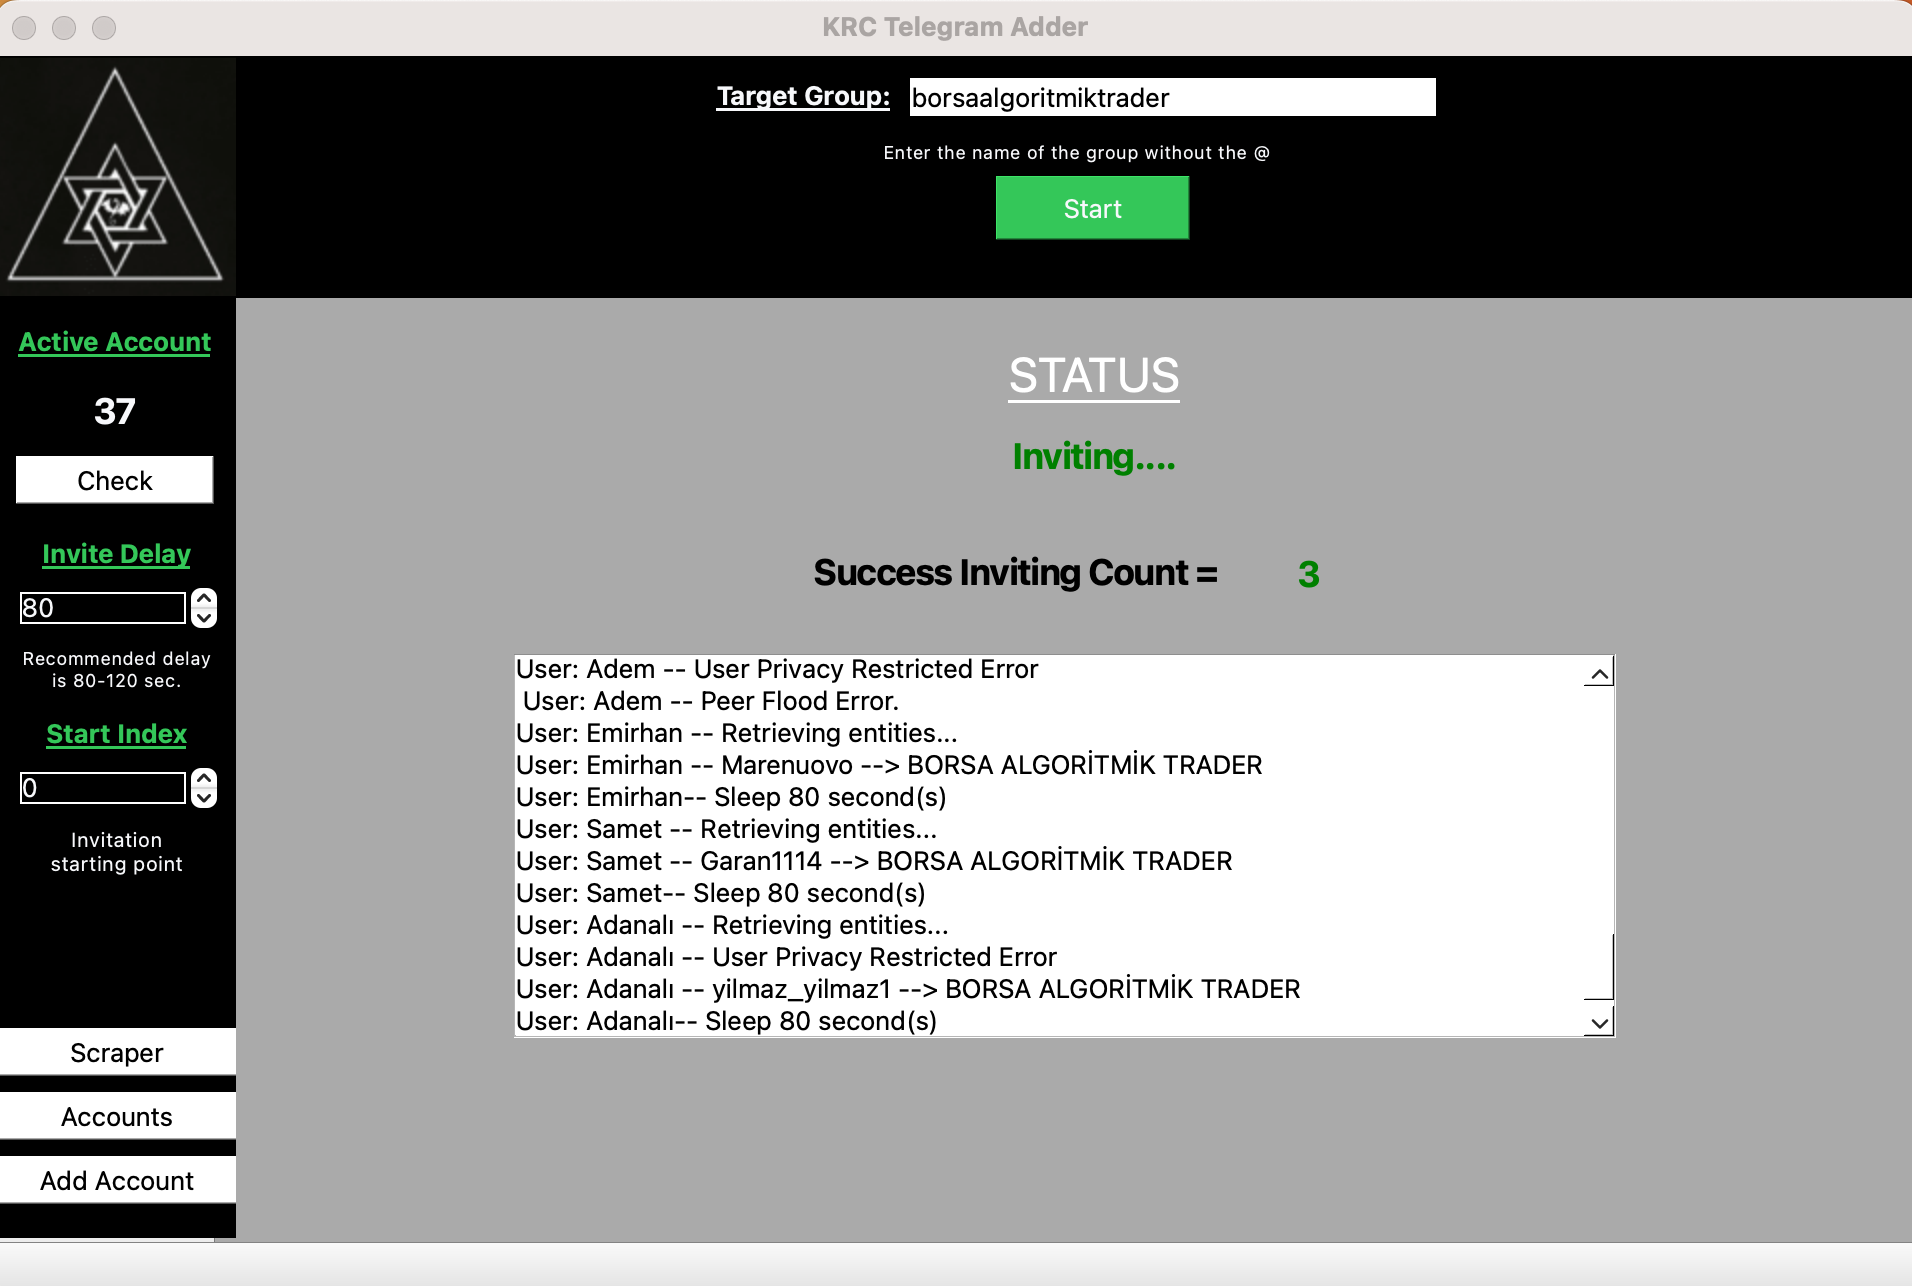 KRC Telegram Adder
Target Group: borsaalgoritmiktrader
Enter the name of the group without the @
Start
Active Account
37
Check
Invite Delay
80
Recommended delay
is 80-120 sec.
Start Index
0
Invitation
starting point
Scraper
Accounts
Add Account
STATUS
Inviting....
Success Inviting Count = 3
User: Adem -- User Privacy Restricted Error
User: Adem -- Peer Flood Error.
User: Emirhan -- Retrieving entities...
User: Emirhan -- Marenuovo --> BORSA ALGORİTMİK TRADER
User: Emirhan-- Sleep 80 second(s)
User: Samet -- Retrieving entities...
User: Samet -- Garan1114 --> BORSA ALGORİTMİK TRADER
User: Samet-- Sleep 80 second(s)
User: Adanalı -- Retrieving entities...
User: Adanalı -- User Privacy Restricted Error
User: Adanalı -- yilmaz_yilmaz1 --> BORSA ALGORİTMİK TRADER
User: Adanalı-- Sleep 80 second(s)